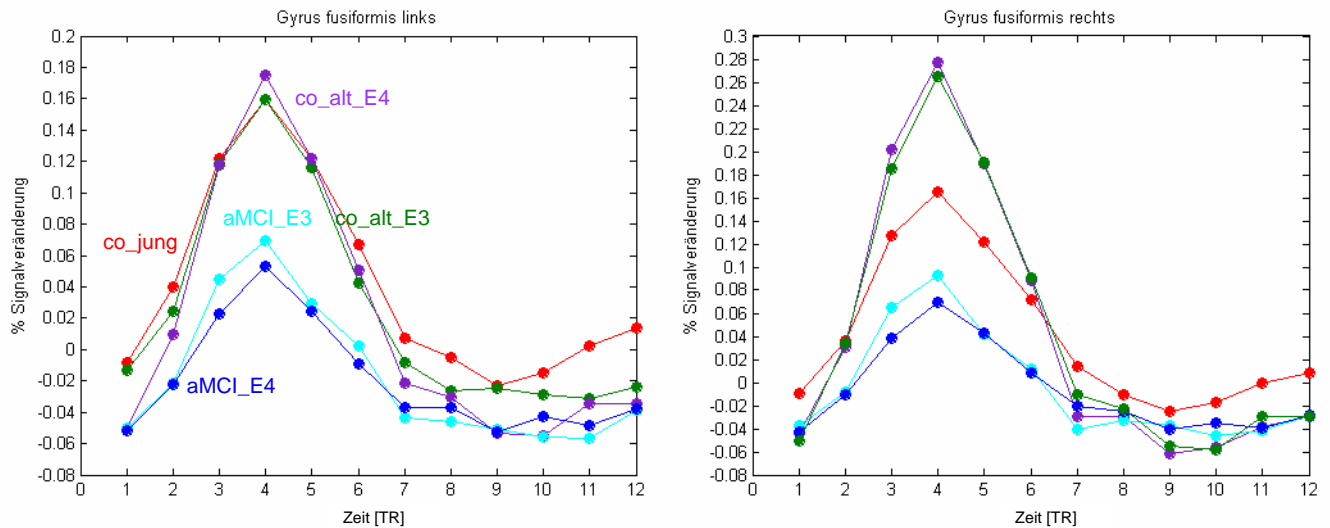 Gyrus fusiformis links
% Signalveränderung
0.2
0.18
0.16
0.14
0.12
0.1
0.08
0.06
0.04
0.02
0
-0.02
-0.04
-0.06
-0.08
co_alt_E4
aMCI_E3
co_alt_E3
co_jung
aMCI_E4
0 1 2 3 4 5 6 7 8 9 10 11 12
Zeit [TR]
Gyrus fusiformis rechts
% Signalveränderung
0.3
0.28
0.26
0.24
0.22
0.2
0.18
0.16
0.14
0.12
0.1
0.08
0.06
0.04
0.02
0
-0.02
-0.04
-0.06
-0.08
0 1 2 3 4 5 6 7 8 9 10 11 12
Zeit [TR]